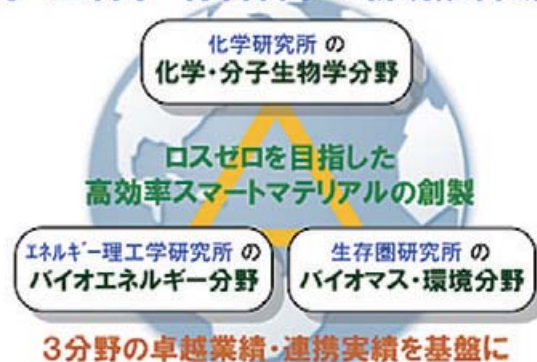 化学研究所 の
化学・分子生物学分野
ロスゼロを目指した
高効率スマートマテリアルの創製
エネルギー理工学研究所 の
バイオエネルギー分野
生存圏研究所 の
バイオマス・環境分野
3分野の卓越業績・連携実績を基盤に